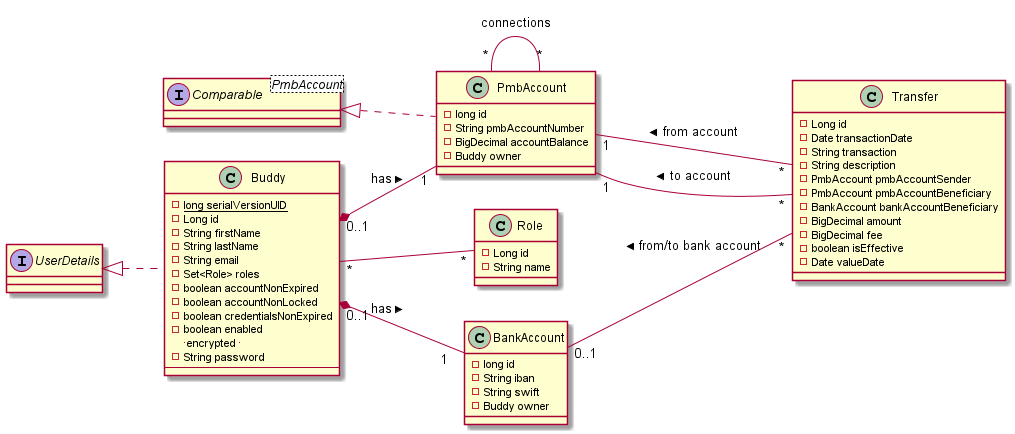 connections
* *
C PmbAccount
long id
String pmbAccountNumber
BigDecimal accountBalance
Buddy owner
I Comparable
PmbAccount
C Transfer
Long id
Date transactionDate
String transaction
String description
PmbAccount pmbAccountSender
PmbAccount pmbAccountBeneficiary
BankAccount bankAccountBeneficiary
BigDecimal amount
BigDecimal fee
boolean isEffective
Date valueDate
◄ from account
1 *
◄ to account
1 *
C Buddy
long serialVersionUID
Long id
String firstName
String lastName
String email
Set<Role> roles
boolean accountNonExpired
boolean accountNonLocked
boolean credentialsNonExpired
boolean enabled
·encrypted ·
String password
has ►
0..1 1
C Role
Long id
String name
* *
I UserDetails
has ►
0..1 1
◄ from/to bank account
0..1 *
C BankAccount
long id
String iban
String swift
Buddy owner